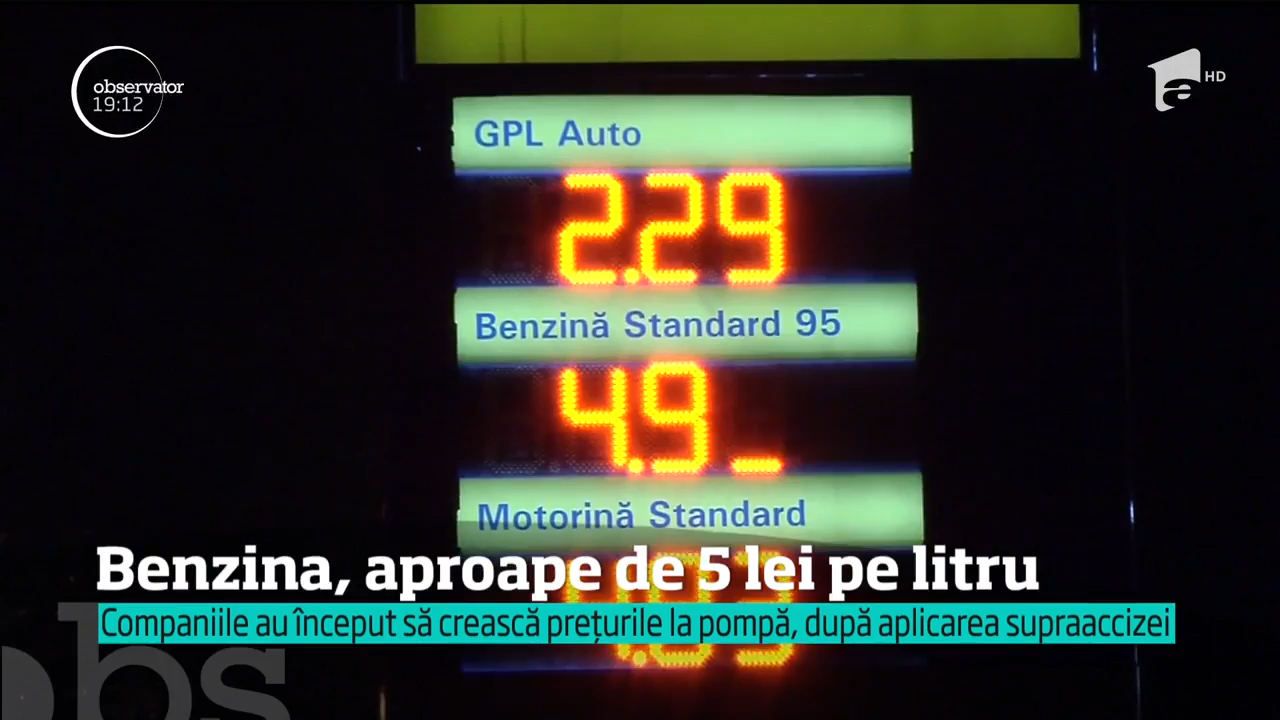 observator
19:12
a
HD
GPL Auto
2.29
Benzină Standard 95
4.9_
Motorină Standard
Benzina, aproape de 5 lei pe litru
Companiile au început să crească prețurile la pompă, după aplicarea supraaccizei
obs